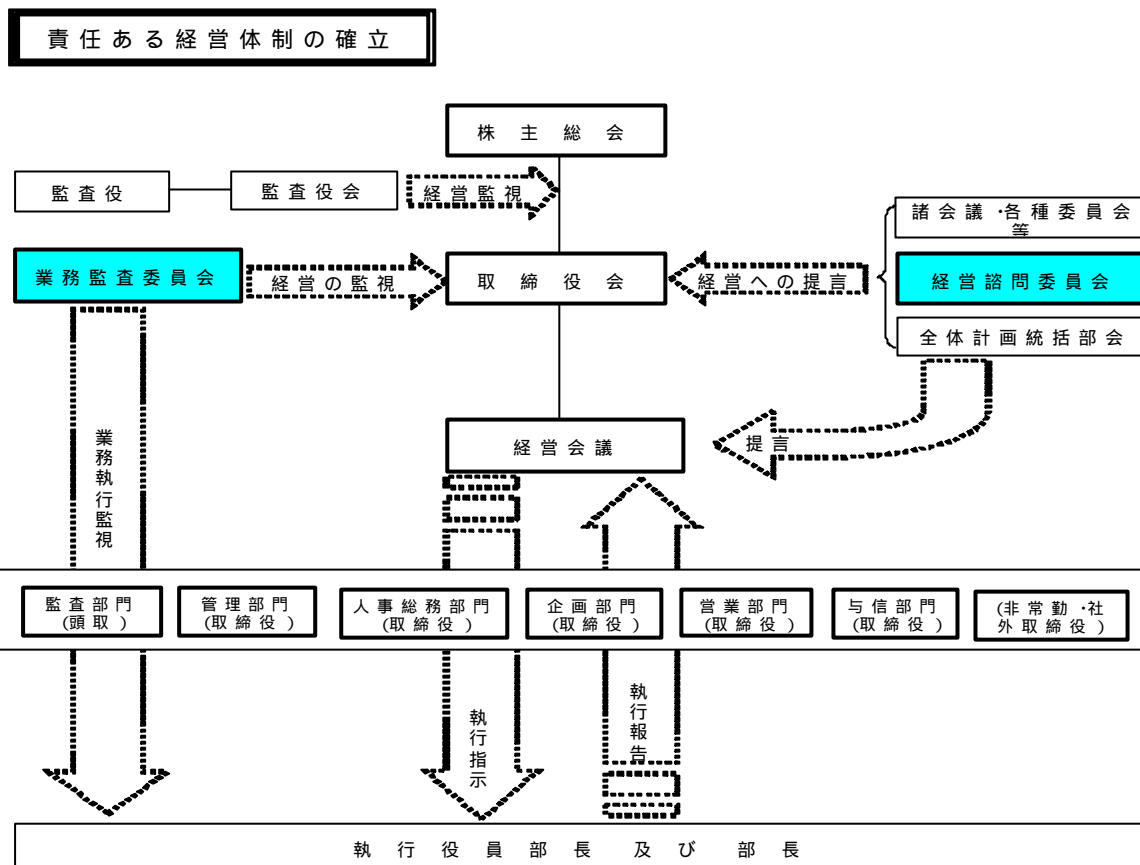 責任ある経営体制の確立
株主総会
監査役
監査役会
経営監視
諸会議・各種委員会
等
業務監査委員会
経営の監視
取締役会
経営への提言
経営諮問委員会
全体計画統括部会
経営会議
提言
業務執行監視
監査部門
(頭取)
管理部門
(取締役)
人事総務部門
(取締役)
企画部門
(取締役)
営業部門
(取締役)
与信部門
(取締役)
(非常勤・社
外取締役)
執行指示
執行報告
執行役員部長 及び 部長